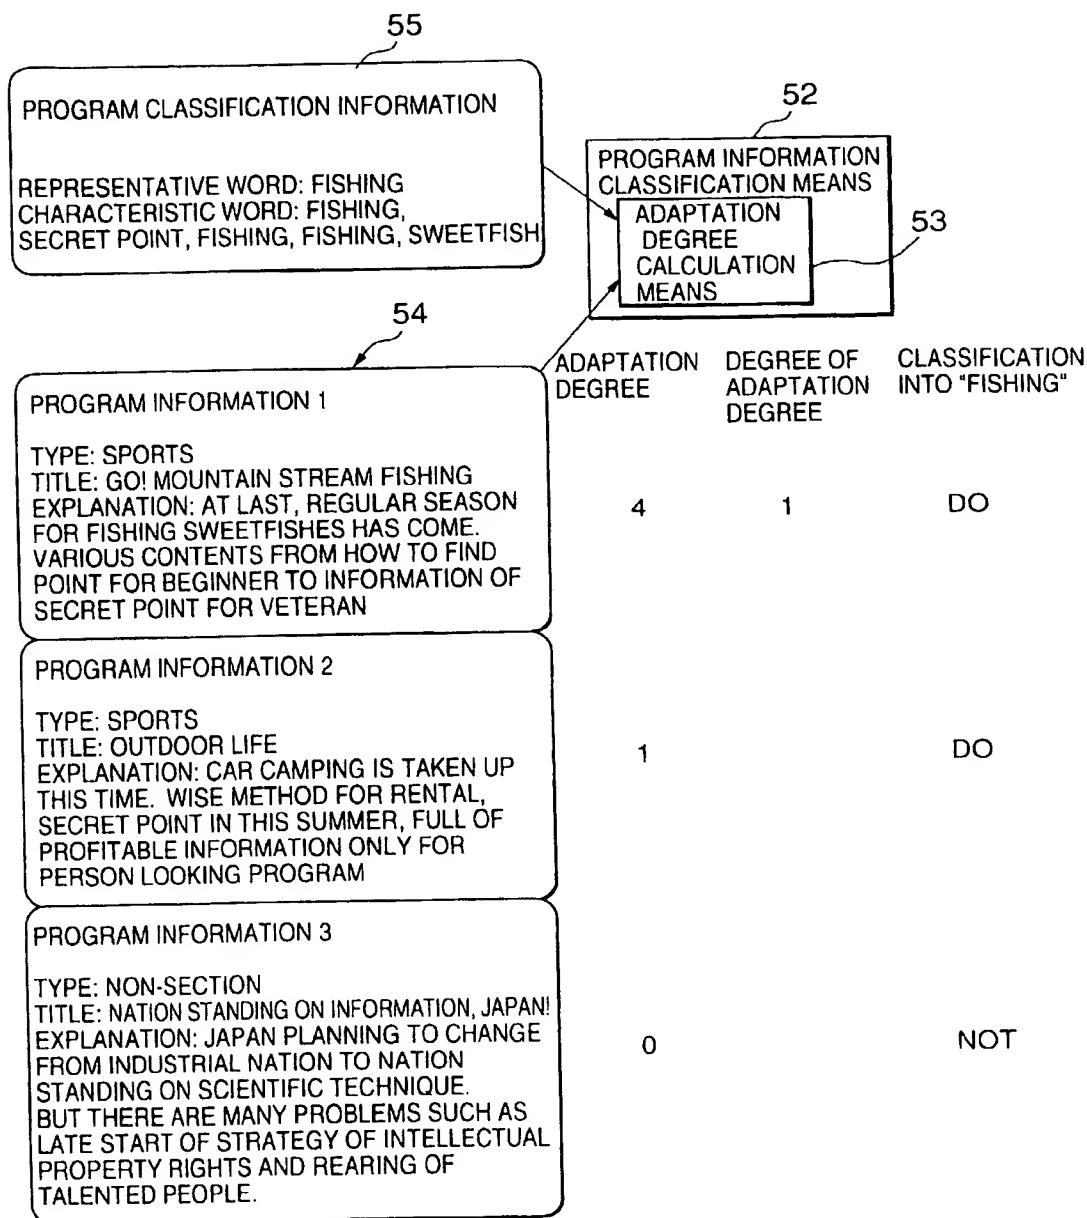 55
PROGRAM CLASSIFICATION INFORMATION
REPRESENTATIVE WORD: FISHING
CHARACTERISTIC WORD: FISHING,
SECRET POINT, FISHING, FISHING, SWEETFISH
52
PROGRAM INFORMATION
CLASSIFICATION MEANS
ADAPTATION
DEGREE
CALCULATION
MEANS
53
54
ADAPTATION
DEGREE
DEGREE OF
ADAPTATION
DEGREE
CLASSIFICATION
INTO "FISHING"
PROGRAM INFORMATION 1
TYPE: SPORTS
TITLE: GO! MOUNTAIN STREAM FISHING
EXPLANATION: AT LAST, REGULAR SEASON
FOR FISHING SWEETFISHES HAS COME.
VARIOUS CONTENTS FROM HOW TO FIND
POINT FOR BEGINNER TO INFORMATION OF
SECRET POINT FOR VETERAN
4 1 DO
PROGRAM INFORMATION 2
TYPE: SPORTS
TITLE: OUTDOOR LIFE
EXPLANATION: CAR CAMPING IS TAKEN UP
THIS TIME. WISE METHOD FOR RENTAL,
SECRET POINT IN THIS SUMMER, FULL OF
PROFITABLE INFORMATION ONLY FOR
PERSON LOOKING PROGRAM
1 DO
PROGRAM INFORMATION 3
TYPE: NON-SECTION
TITLE: NATION STANDING ON INFORMATION, JAPAN!
EXPLANATION: JAPAN PLANNING TO CHANGE
FROM INDUSTRIAL NATION TO NATION
STANDING ON SCIENTIFIC TECHNIQUE.
BUT THERE ARE MANY PROBLEMS SUCH AS
LATE START OF STRATEGY OF INTELLECTUAL
PROPERTY RIGHTS AND REARING OF
TALENTED PEOPLE.
0 NOT